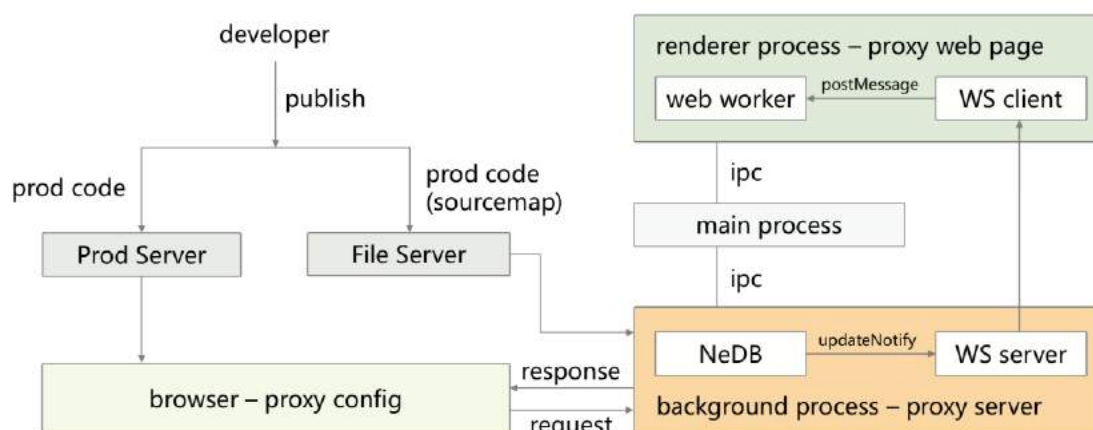 developer
publish
prod code
prod code
(sourcemap)
Prod Server
File Server
browser – proxy config
response
request
renderer process – proxy web page
web worker
postMessage
WS client
ipc
main process
ipc
NeDB
updateNotify
WS server
background process – proxy server